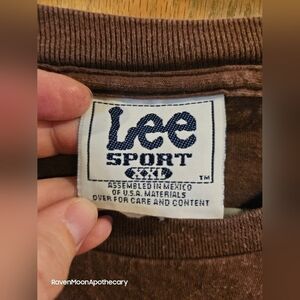 Lee
SPORT
XXL
TM
ASSEMBLED IN MEXICO
OF U.S.A. MATERIALS
OVER FOR CARE AND CONTENT
RavenMoonApothecary